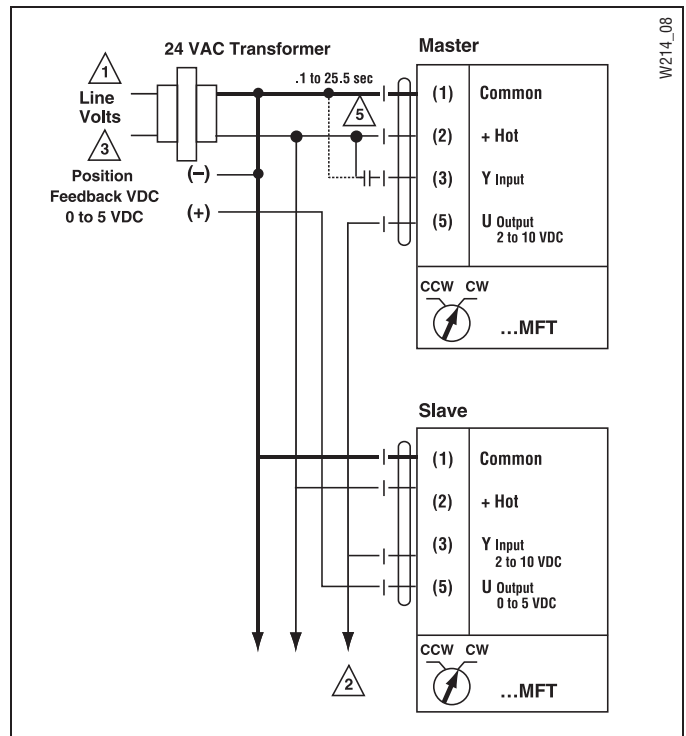 W214_08
24 VAC Transformer
1
Line
Volts
3
Position
Feedback VDC
0 to 5 VDC
(–)
(+)
.1 to 25.5 sec
5
Master
(1) Common
(2) + Hot
(3) Y Input
(5) U Output
2 to 10 VDC
CCW CW
...MFT
Slave
(1) Common
(2) + Hot
(3) Y Input
2 to 10 VDC
(5) U Output
0 to 5 VDC
CCW CW
...MFT
2